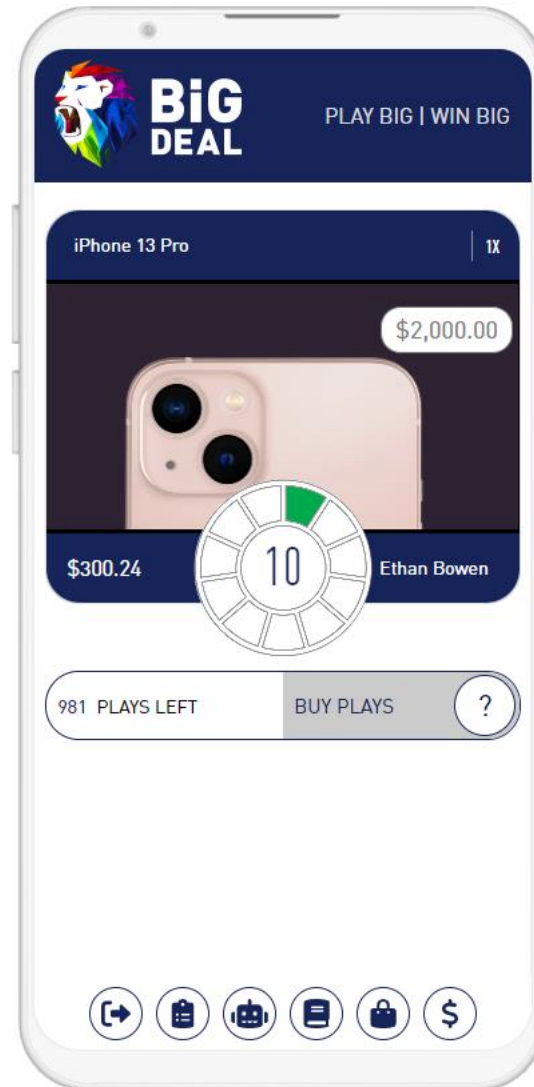 BiG
DEAL
PLAY BIG | WIN BIG
iPhone 13 Pro
1X
$2,000.00
$300.24
10
Ethan Bowen
981 PLAYS LEFT
BUY PLAYS
?
$